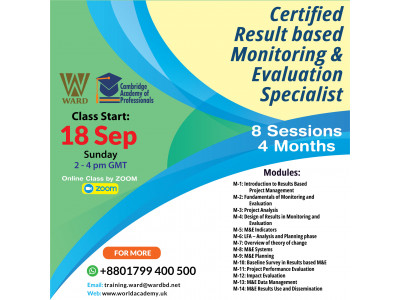 Certified
Result based
Monitoring &
Evaluation
Specialist
WARD
Cambridge
Academy of
Professionals
Class Start:
18 Sep
Sunday
2 - 4 pm GMT
Online Class by ZOOM
zoom
8 Sessions
4 Months
Modules:
M-1: Introduction to Results Based
Project Management
M-2: Fundamentals of Monitoring and
Evaluation
M-3: Project Analysis
M-4: Design of Results in Monitoring and
Evaluation
M-5: M&E Indicators
M-6: LFA – Analysis and Planning phase
M-7: Overview of theory of change
M-8: M&E Systems
M-9: M&E Planning
M-10: Baseline Survey in Results based M&E
M-11: Project Performance Evaluation
M-12: Impact Evaluation
M-13: M&E Data Management
M-14: M&E Results Use and Dissemination
FOR MORE
+8801799 400 500
Email: training.ward@wardbd.net
Web: www.worldacademy.uk